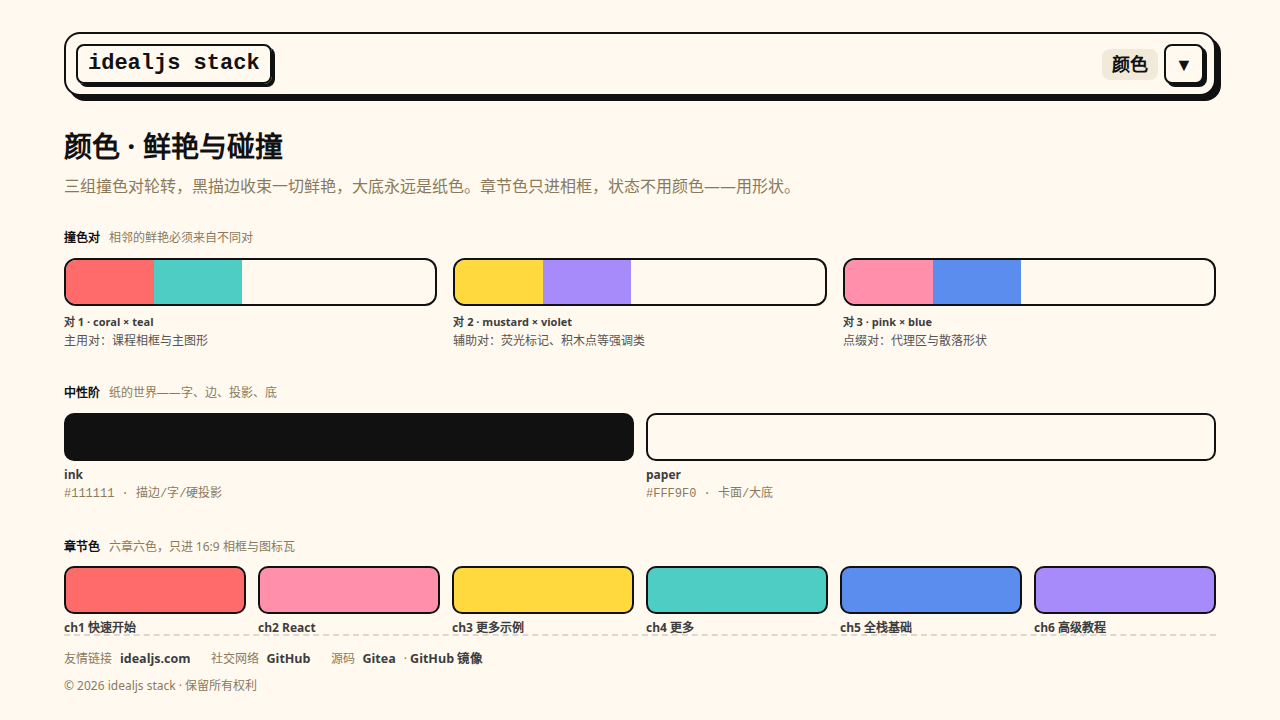 idealjs stack
颜色 ▼
颜色 · 鲜艳与碰撞
三组撞色对轮转，黑描边收束一切鲜艳，大底永远是纸色。章节色只进相框，状态不用颜色——用形状。
撞色对 相邻的鲜艳必须来自不同对
对 1 · coral × teal
主用对：课程相框与主图形
对 2 · mustard × violet
辅助对：荧光标记、积木点等强调类
对 3 · pink × blue
点缀对：代理区与散落形状
中性阶 纸的世界——字、边、投影、底
ink
#111111 · 描边/字/硬投影
paper
#FFF9F0 · 卡面/大底
章节色 六章六色，只进 16:9 相框与图标瓦
ch1 快速开始
ch2 React
ch3 更多示例
ch4 更多
ch5 全栈基础
ch6 高级教程
友情链接 idealjs.com 社交网络 GitHub 源码 Gitea · GitHub 镜像
© 2026 idealjs stack · 保留所有权利